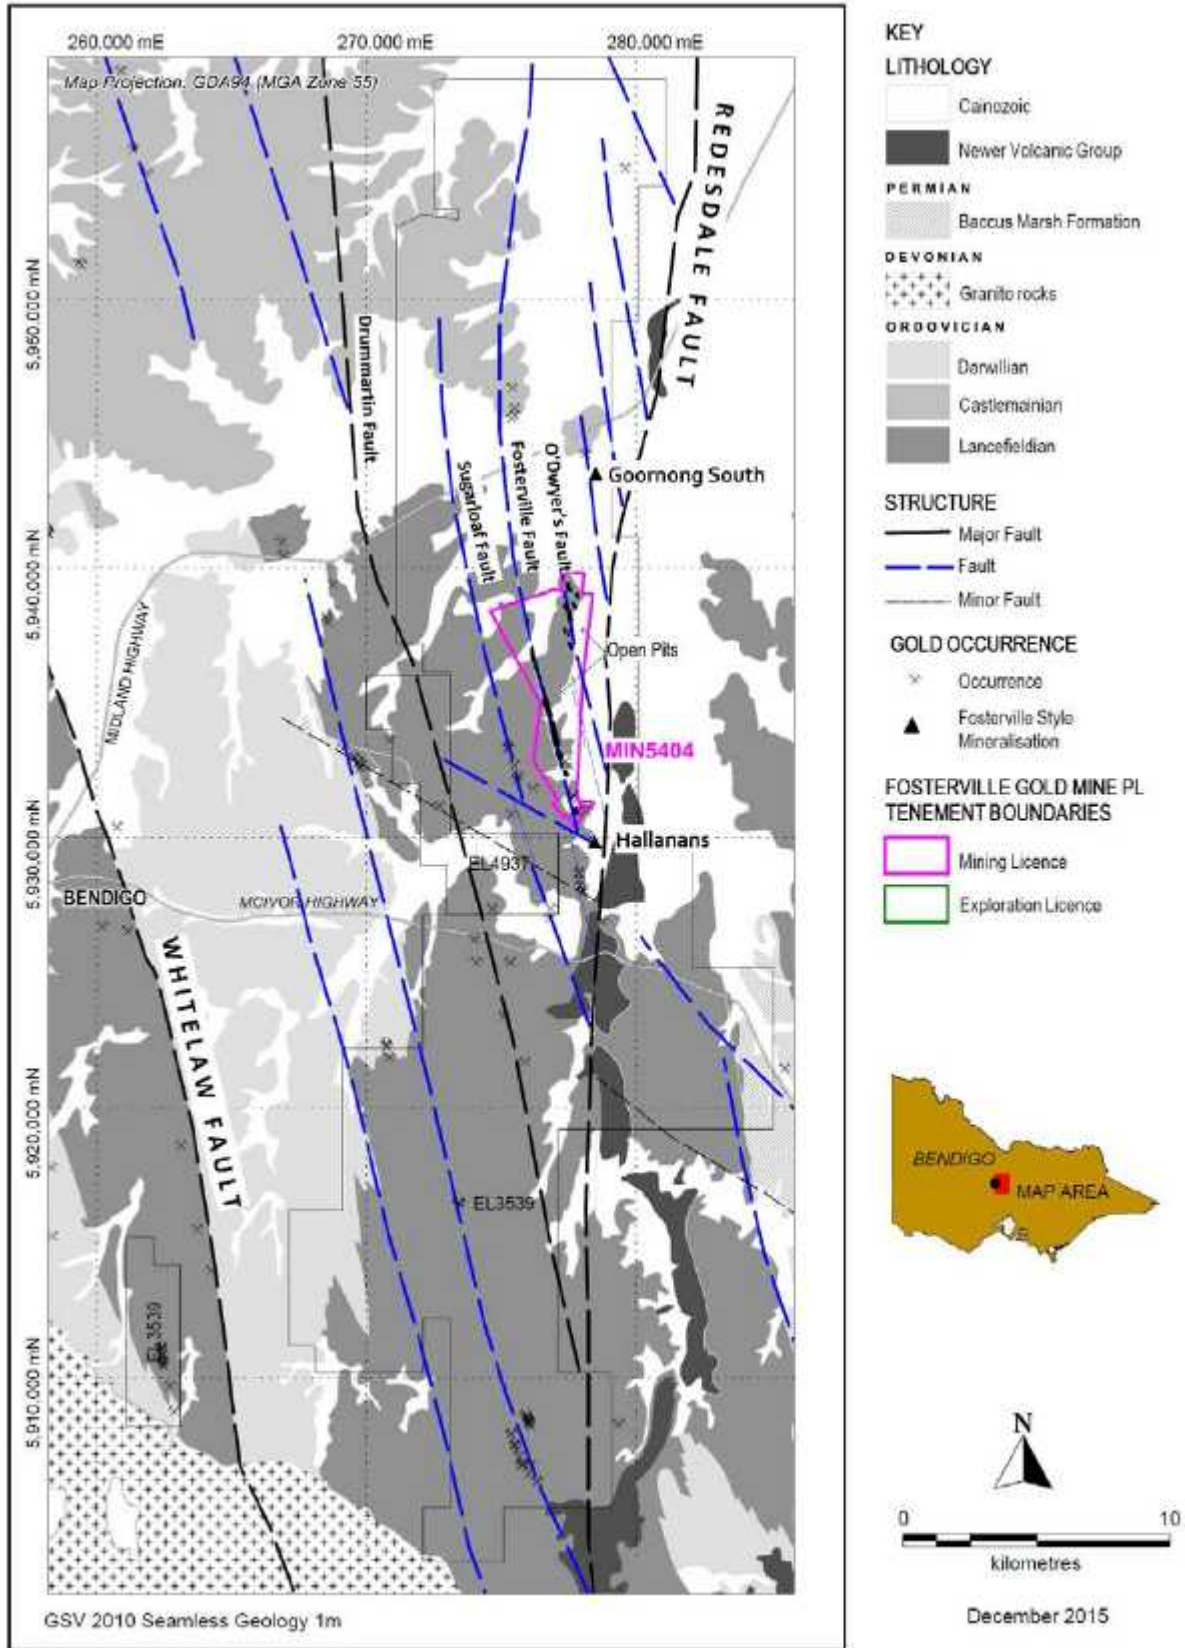 260,000 mE
270,000 mE
280,000 mE
Map Projection: GDA94 (MGA Zone 55)
5,950,000 mN
5,940,000 mN
5,930,000 mN
5,920,000 mN
5,910,000 mN
REDESDALE FAULT
Drummartin Fault
Sugarloaf Fault
Fosterville Fault
O'Dwyer's Fault
Goornong South
MIDLAND HIGHWAY
Open Pits
MIN5404
Hallanans
EL4937
BENDIGO
MCIVOR HIGHWAY
WHITELAW FAULT
EL3539
EL3539
GSV 2010 Seamless Geology 1m
KEY
LITHOLOGY
Cainozoic
Newer Volcanic Group
PERMIAN
Baccus Marsh Formation
DEVONIAN
Granito rocks
ORDOVICIAN
Darwillian
Castlemainian
Lancefieldian
STRUCTURE
Major Fault
Fault
Minor Fault
GOLD OCCURRENCE
Occurrence
Fosterville Style
Mineralisation
FOSTERVILLE GOLD MINE PL
TENEMENT BOUNDARIES
Mining Licence
Exploration Licence
BENDIGO
MAP AREA
N
0
10
kilometres
December 2015